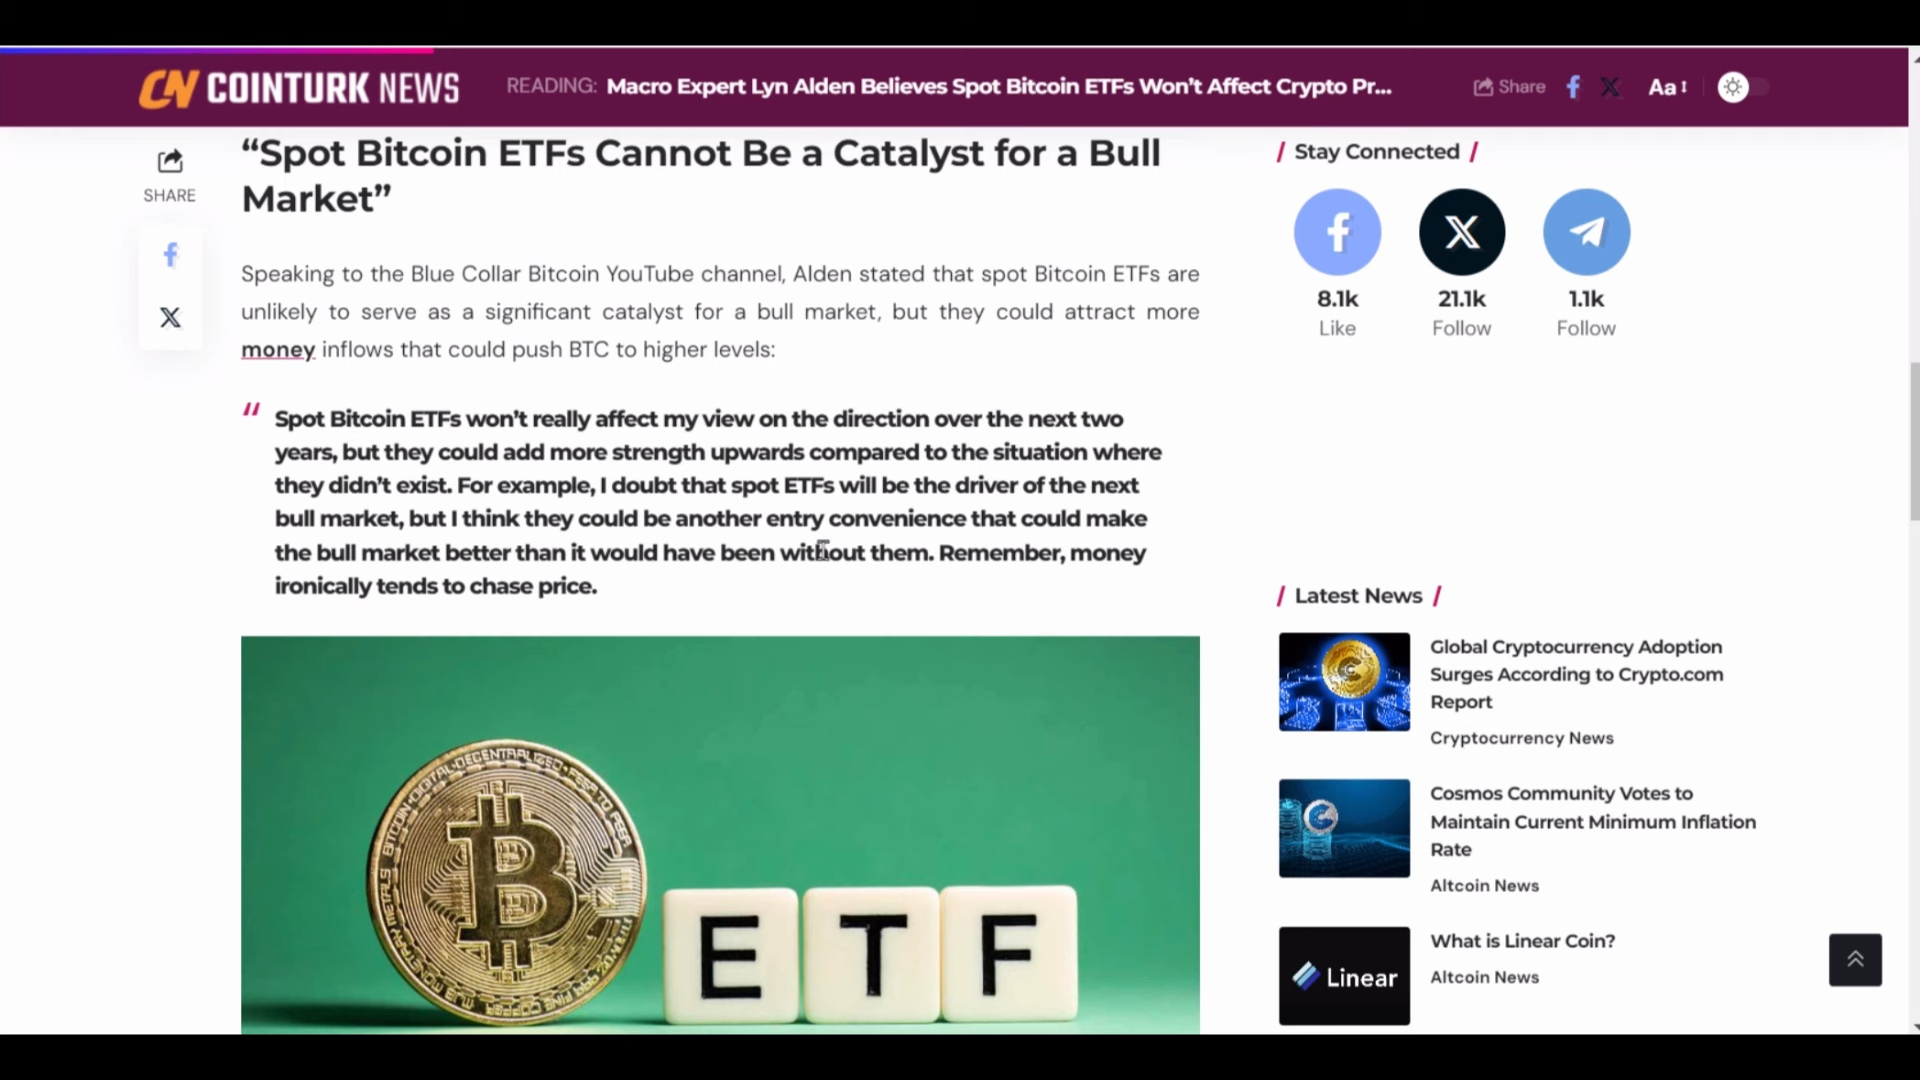 CN COINTURK NEWS
READING: Macro Expert Lyn Alden Believes Spot Bitcoin ETFs Won't Affect Crypto Pr...
Share
Aa
SHARE
“Spot Bitcoin ETFs Cannot Be a Catalyst for a Bull
Market”
Speaking to the Blue Collar Bitcoin YouTube channel, Alden stated that spot Bitcoin ETFs are
unlikely to serve as a significant catalyst for a bull market, but they could attract more
money inflows that could push BTC to higher levels:
Spot Bitcoin ETFs won't really affect my view on the direction over the next two
years, but they could add more strength upwards compared to the situation where
they didn't exist. For example, I doubt that spot ETFs will be the driver of the next
bull market, but I think they could be another entry convenience that could make
the bull market better than it would have been without them. Remember, money
ironically tends to chase price.
BITCOIN · DIGITAL · DECENTRALIZED · PEER TO PEER
E T F
/ Stay Connected /
8.1k
Like
21.1k
Follow
1.1k
Follow
/ Latest News /
Global Cryptocurrency Adoption
Surges According to Crypto.com
Report
Cryptocurrency News
Cosmos Community Votes to
Maintain Current Minimum Inflation
Rate
Altcoin News
Linear
What is Linear Coin?
Altcoin News